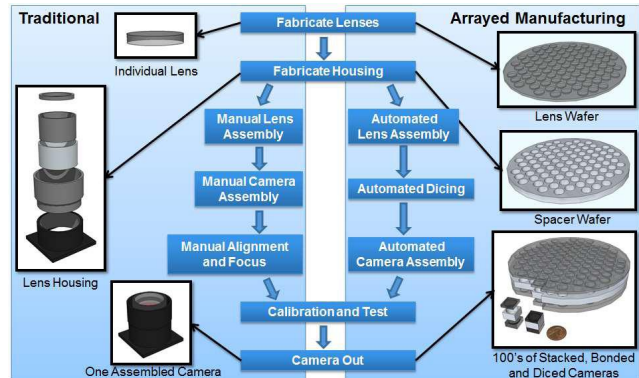 Traditional
Arrayed Manufacturing
Fabricate Lenses
Individual Lens
Fabricate Housing
Lens Wafer
Manual Lens
Assembly
Automated
Lens Assembly
Manual Camera
Assembly
Automated Dicing
Spacer Wafer
Manual Alignment
and Focus
Automated
Camera Assembly
Lens Housing
Calibration and Test
Camera Out
One Assembled Camera
100's of Stacked, Bonded
and Diced Cameras